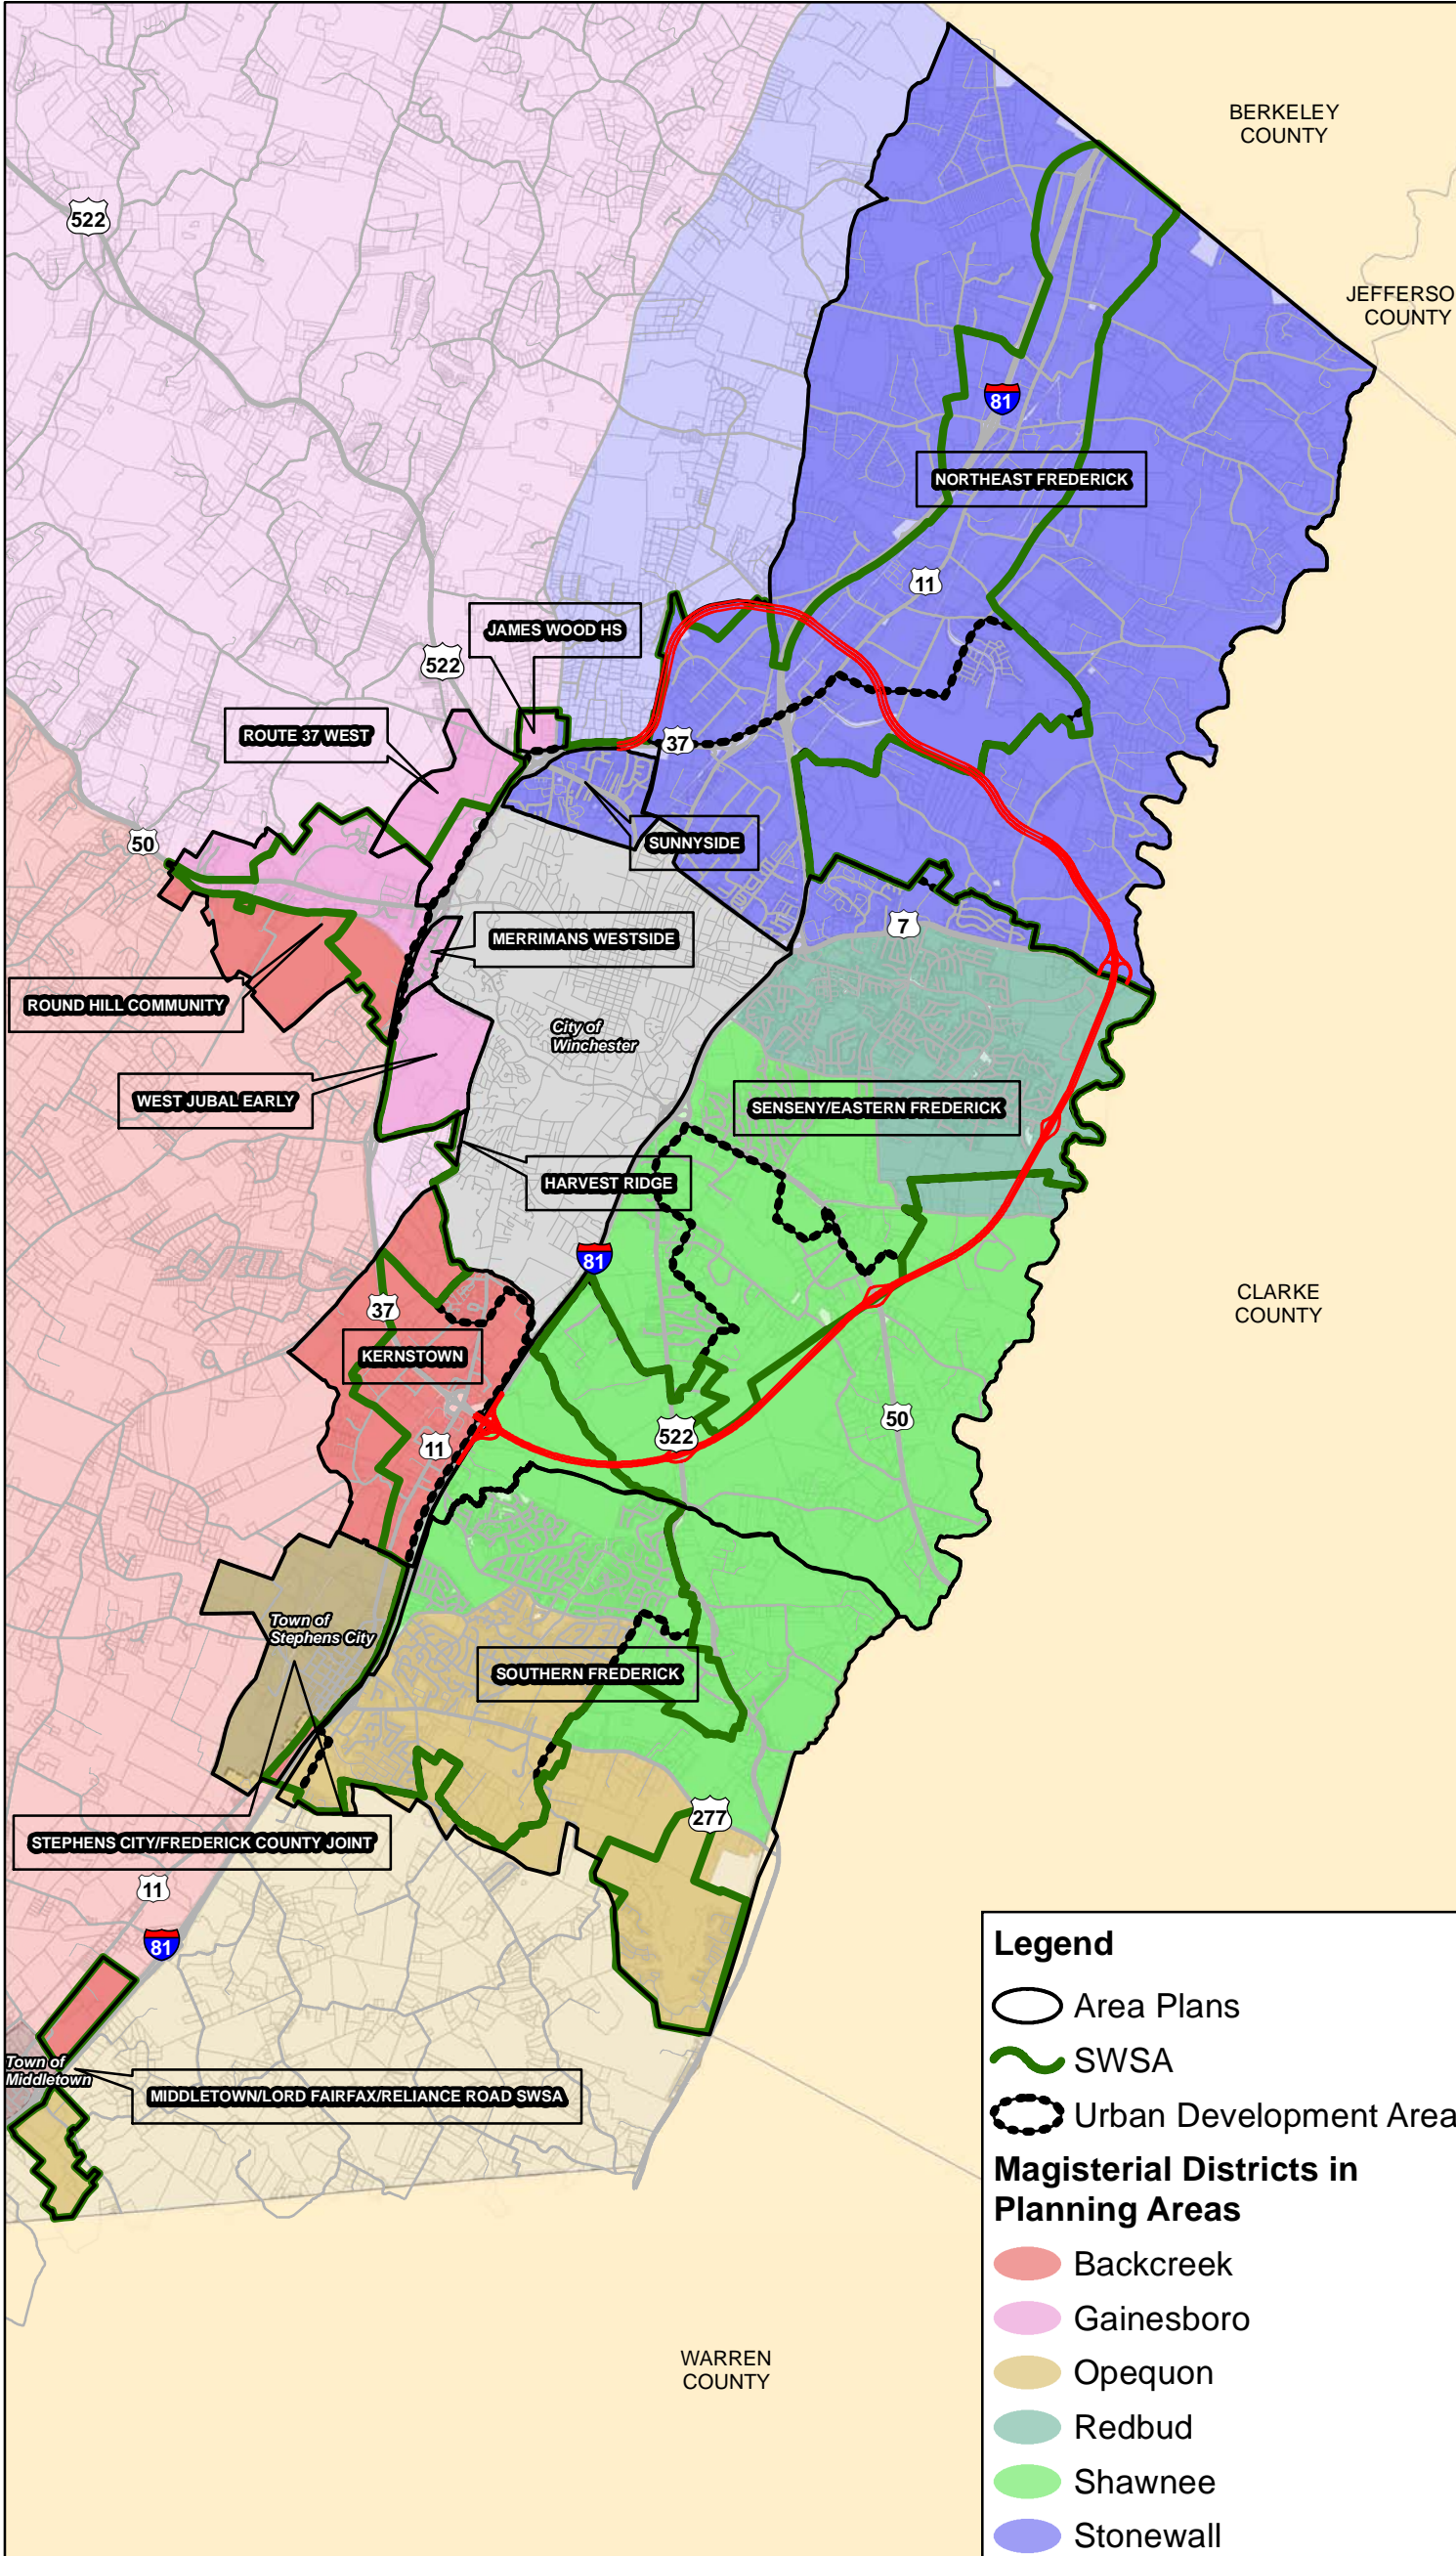 BERKELEY
COUNTY
522
JEFFERSO
COUNTY
81
NORTHEAST FREDERICK
11
JAMES WOOD HS
522
ROUTE 37 WEST
37
50
SUNNYSIDE
7
MERRIMANS WESTSIDE
ROUND HILL COMMUNITY
City of
Winchester
WEST JUBAL EARLY
SENSENY/EASTERN FREDERICK
HARVEST RIDGE
81
CLARKE
COUNTY
37
KERNSTOWN
50
522
11
Town of
Stephens City
SOUTHERN FREDERICK
277
STEPHENS CITY/FREDERICK COUNTY JOINT
11
81
Town of
Middletown
MIDDLETOWN/LORD FAIRFAX/RELIANCE ROAD SWSA
WARREN
COUNTY
Legend
Area Plans
SWSA
Urban Development Area
Magisterial Districts in
Planning Areas
Backcreek
Gainesboro
Opequon
Redbud
Shawnee
Stonewall